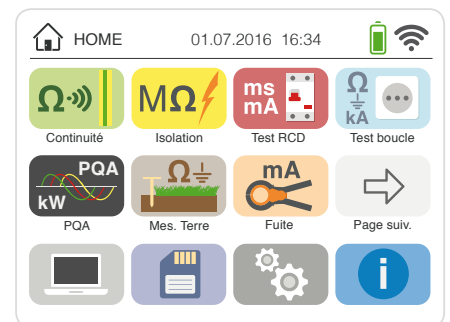 HOME 01.07.2016 16:34
Ω MΩ ms mA Ω kA
Continuité Isolation Test RCD Test boucle
PQA kW Ω mA
PQA Mes. Terre Fuite Page suiv.
i